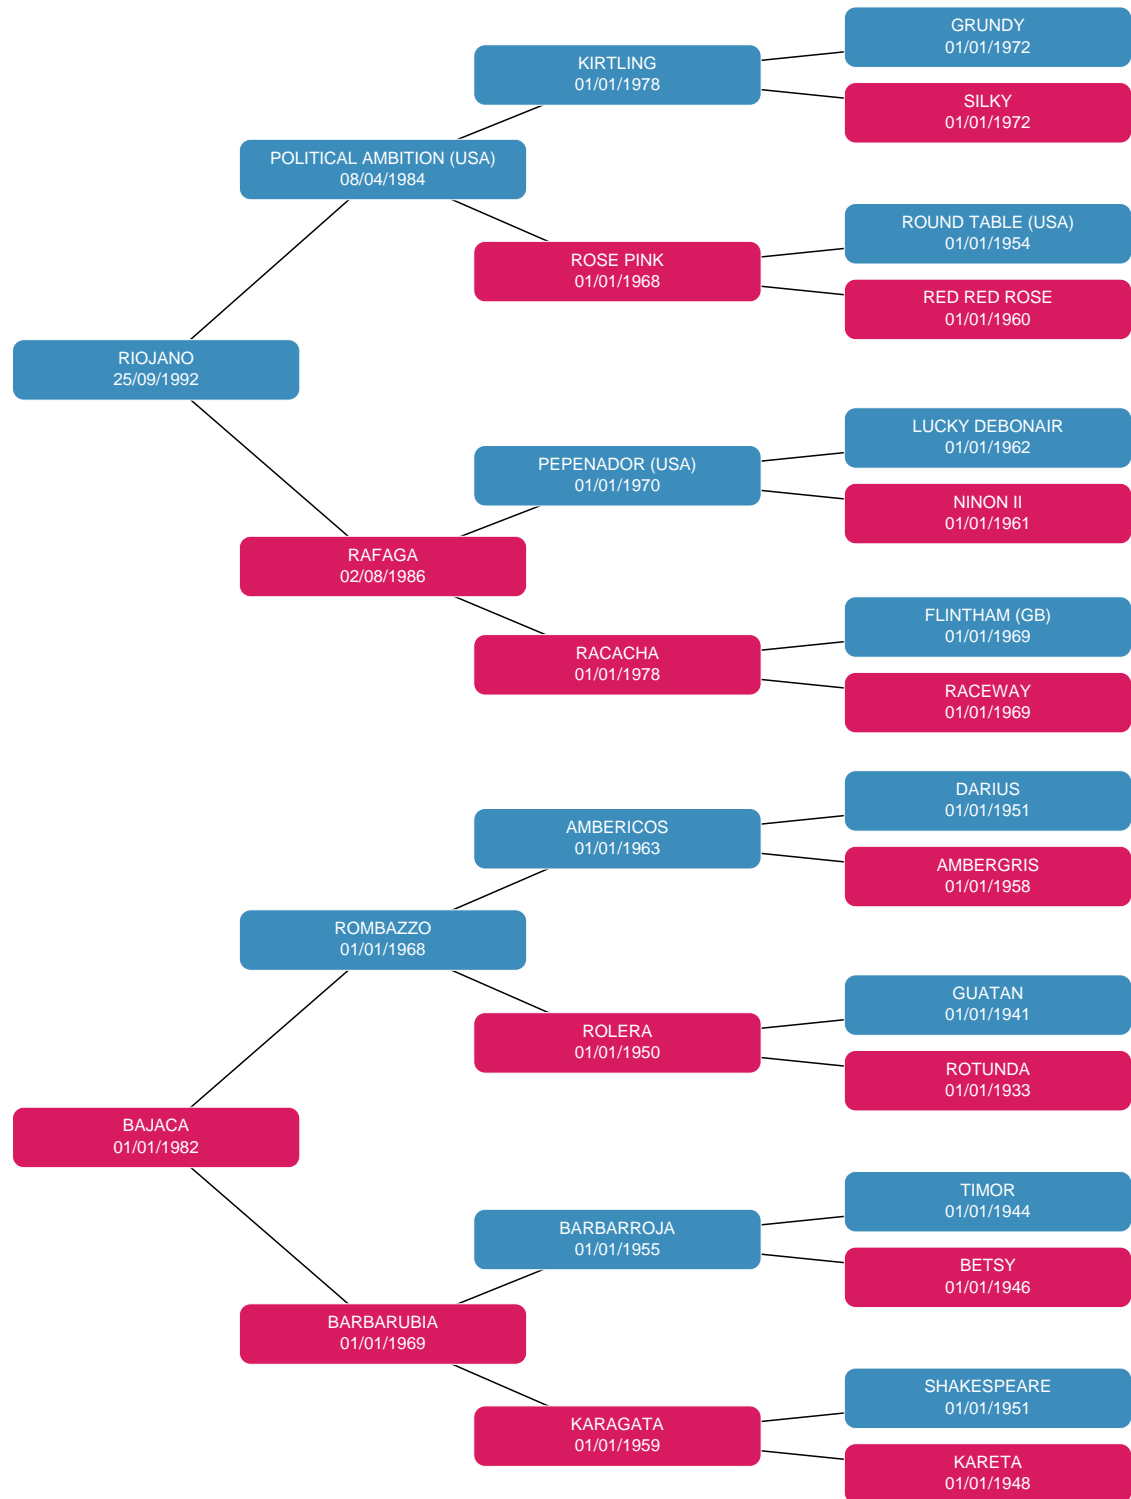 GRUNDY
01/01/1972
KIRTLING
01/01/1978
SILKY
01/01/1972
POLITICAL AMBITION (USA)
08/04/1984
ROUND TABLE (USA)
01/01/1954
ROSE PINK
01/01/1968
RED RED ROSE
01/01/1960
RIOJANO
25/09/1992
LUCKY DEBONAIR
01/01/1962
PEPENADOR (USA)
01/01/1970
NINON II
01/01/1961
RAFAGA
02/08/1986
FLINTHAM (GB)
01/01/1969
RACACHA
01/01/1978
RACEWAY
01/01/1969
DARIUS
01/01/1951
AMBERICOS
01/01/1963
AMBERGRIS
01/01/1958
ROMBAZZO
01/01/1968
GUATAN
01/01/1941
ROLERA
01/01/1950
ROTUNDA
01/01/1933
BAJACA
01/01/1982
TIMOR
01/01/1944
BARBARROJA
01/01/1955
BETSY
01/01/1946
BARBARUBIA
01/01/1969
SHAKESPEARE
01/01/1951
KARAGATA
01/01/1959
KARETA
01/01/1948